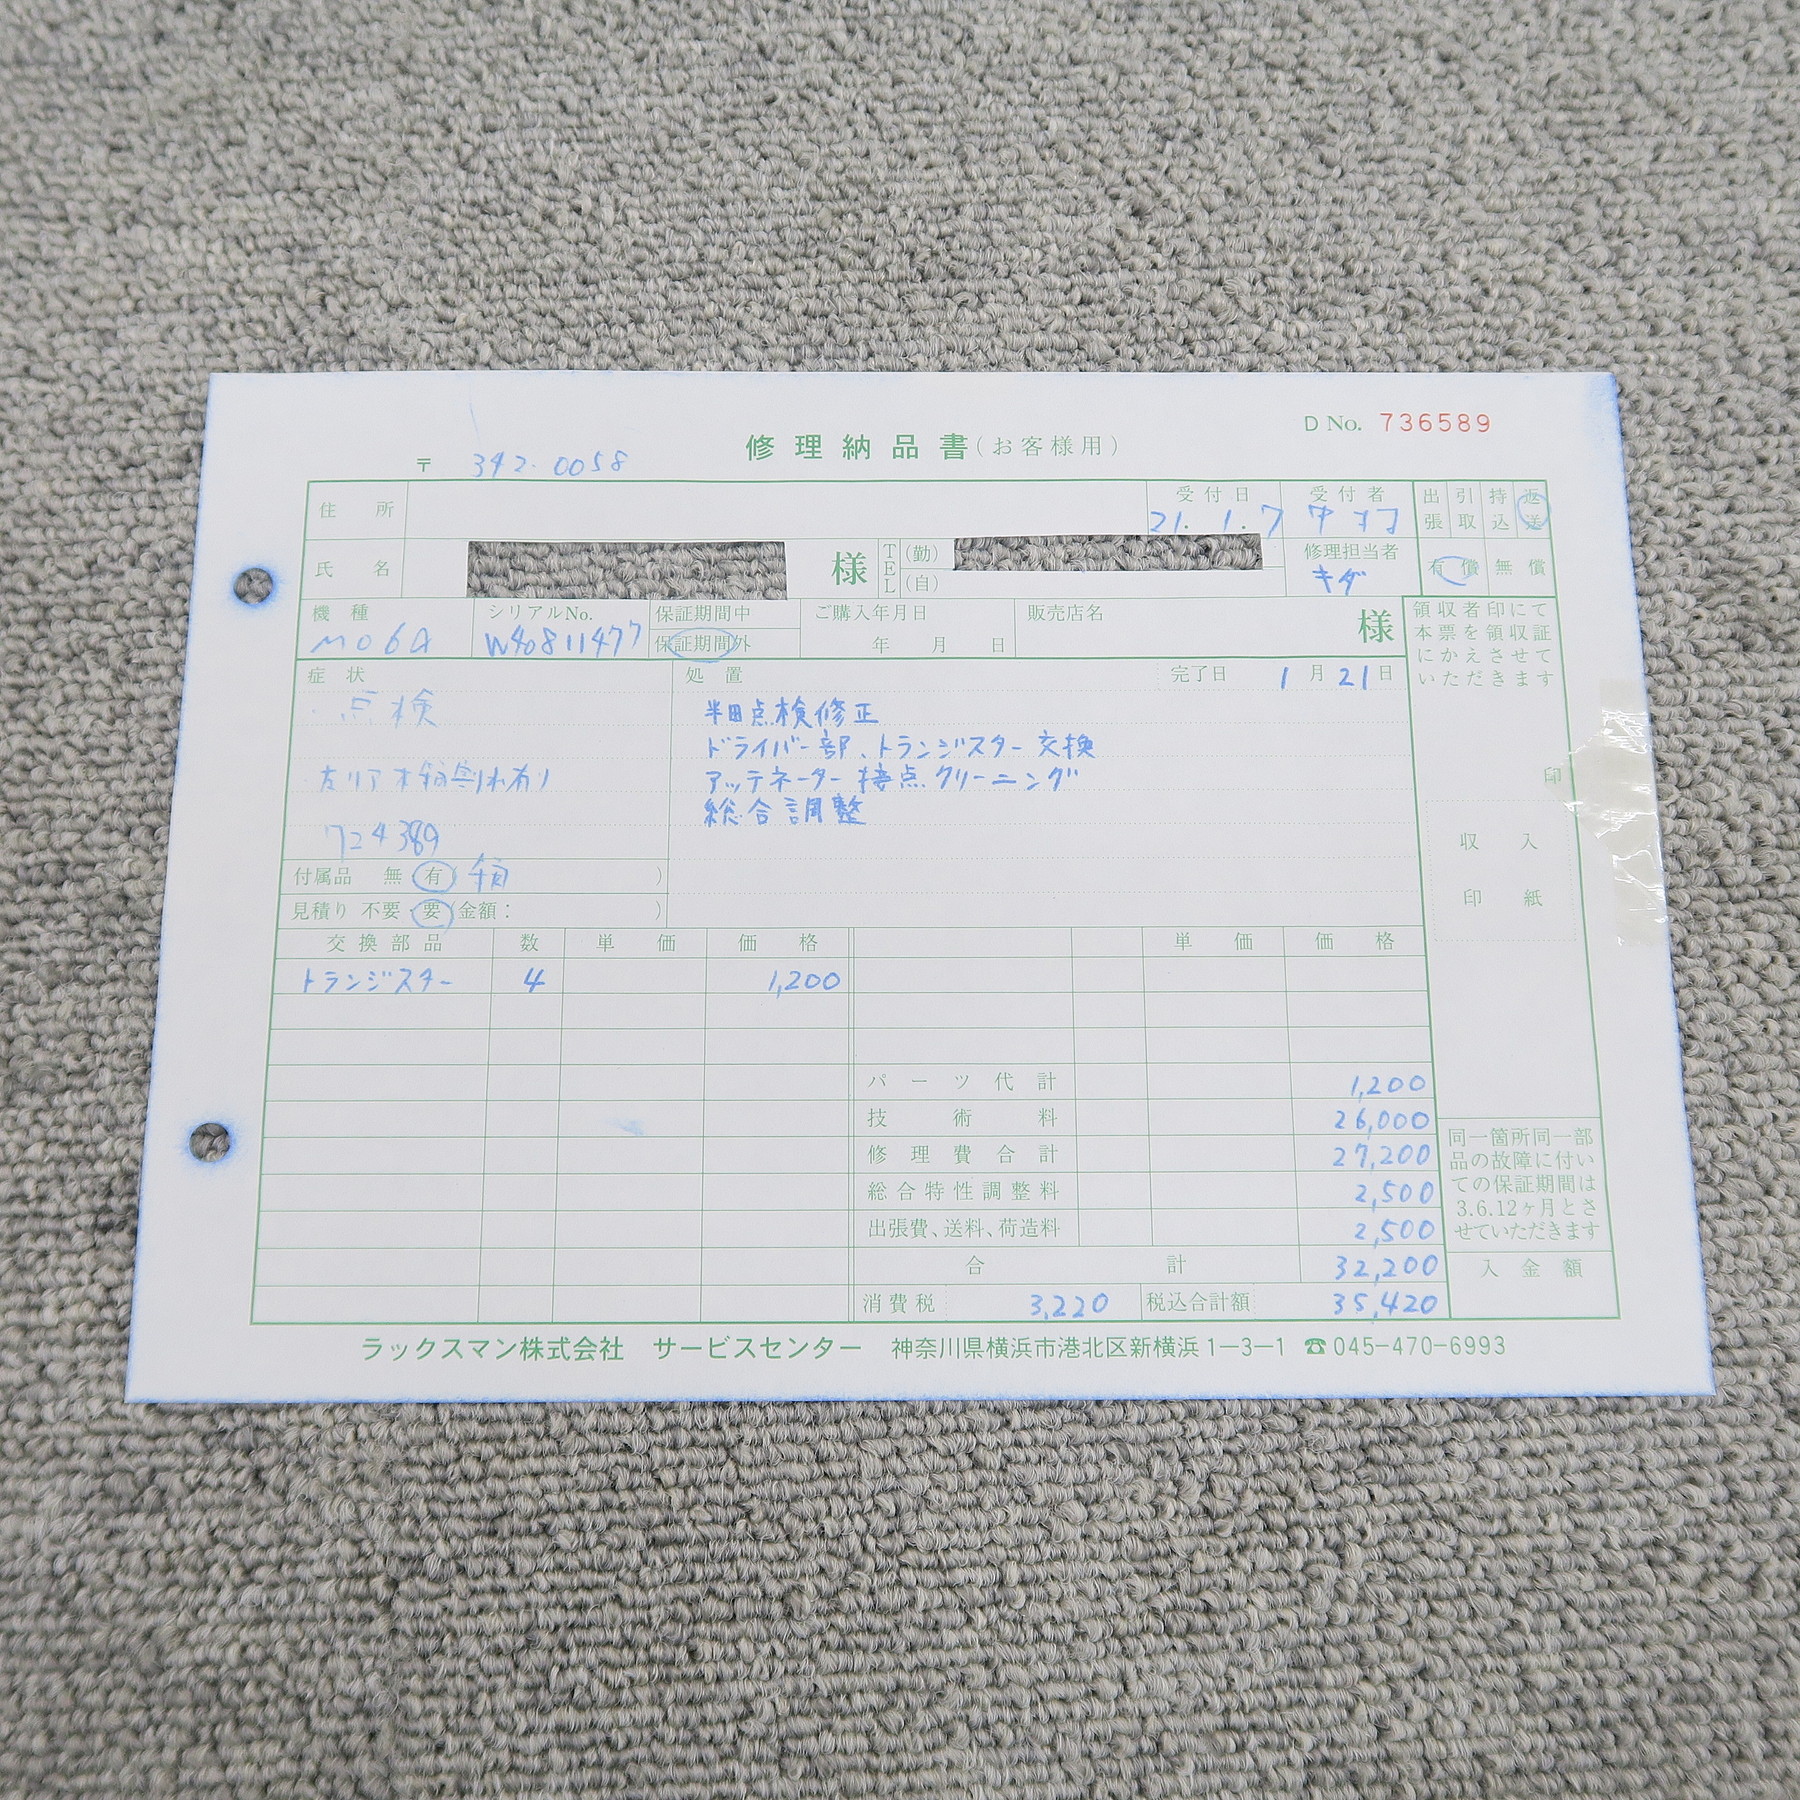 D No. 736589
修理納品書(お客様用)
〒 342-0058
住所
受付日 21.1.7
受付者
出張 引取 持込 返送
氏名 様
TEL (勤) (自)
修理担当者 キダ
有償 無償
機種 M06α
シリアルNo. W40811477
保証期間中
保証期間外
ご購入年月日 年 月 日
販売店名 様
領収者印にて
本票を領収証
にかえさせて
いただきます
症状
点検
左リア木箱割れ有り
724389
処置
完了日 1月21日
半田点検修正
ドライバー部、トランジスター交換
アッテネーター接点クリーニング
総合調整
印
収入
印紙
付属品 無・有( 箱 )
見積り 不要・要(金額: )
交換部品 数 単価 価格 単価 価格
トランジスター 4 1,200
パーツ代計 1,200
技術料 26,000
修理費合計 27,200
総合特性調整料 2,500
出張費、送料、荷造料 2,500
合計 32,200
消費税 3,220 税込合計額 35,420
同一箇所同一部
品の故障に付い
ての保証期間は
3.6.12ヶ月とさ
せていただきます
入金額
ラックスマン株式会社 サービスセンター 神奈川県横浜市港北区新横浜1-3-1 ☎045-470-6993